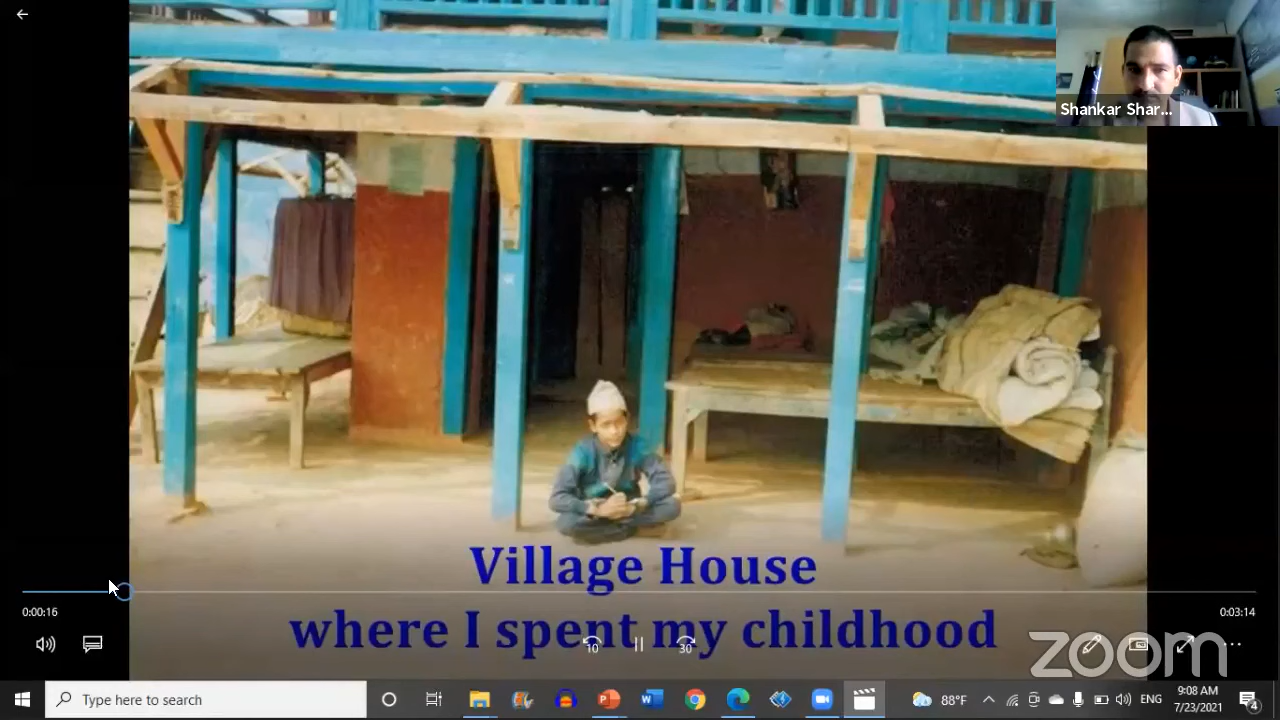 Shankar Shar...
Village House
where I spent my childhood
0:00:16
0:03:14
10
30
zoom
Type here to search
88°F
ENG
9:08 AM
7/23/2021
4